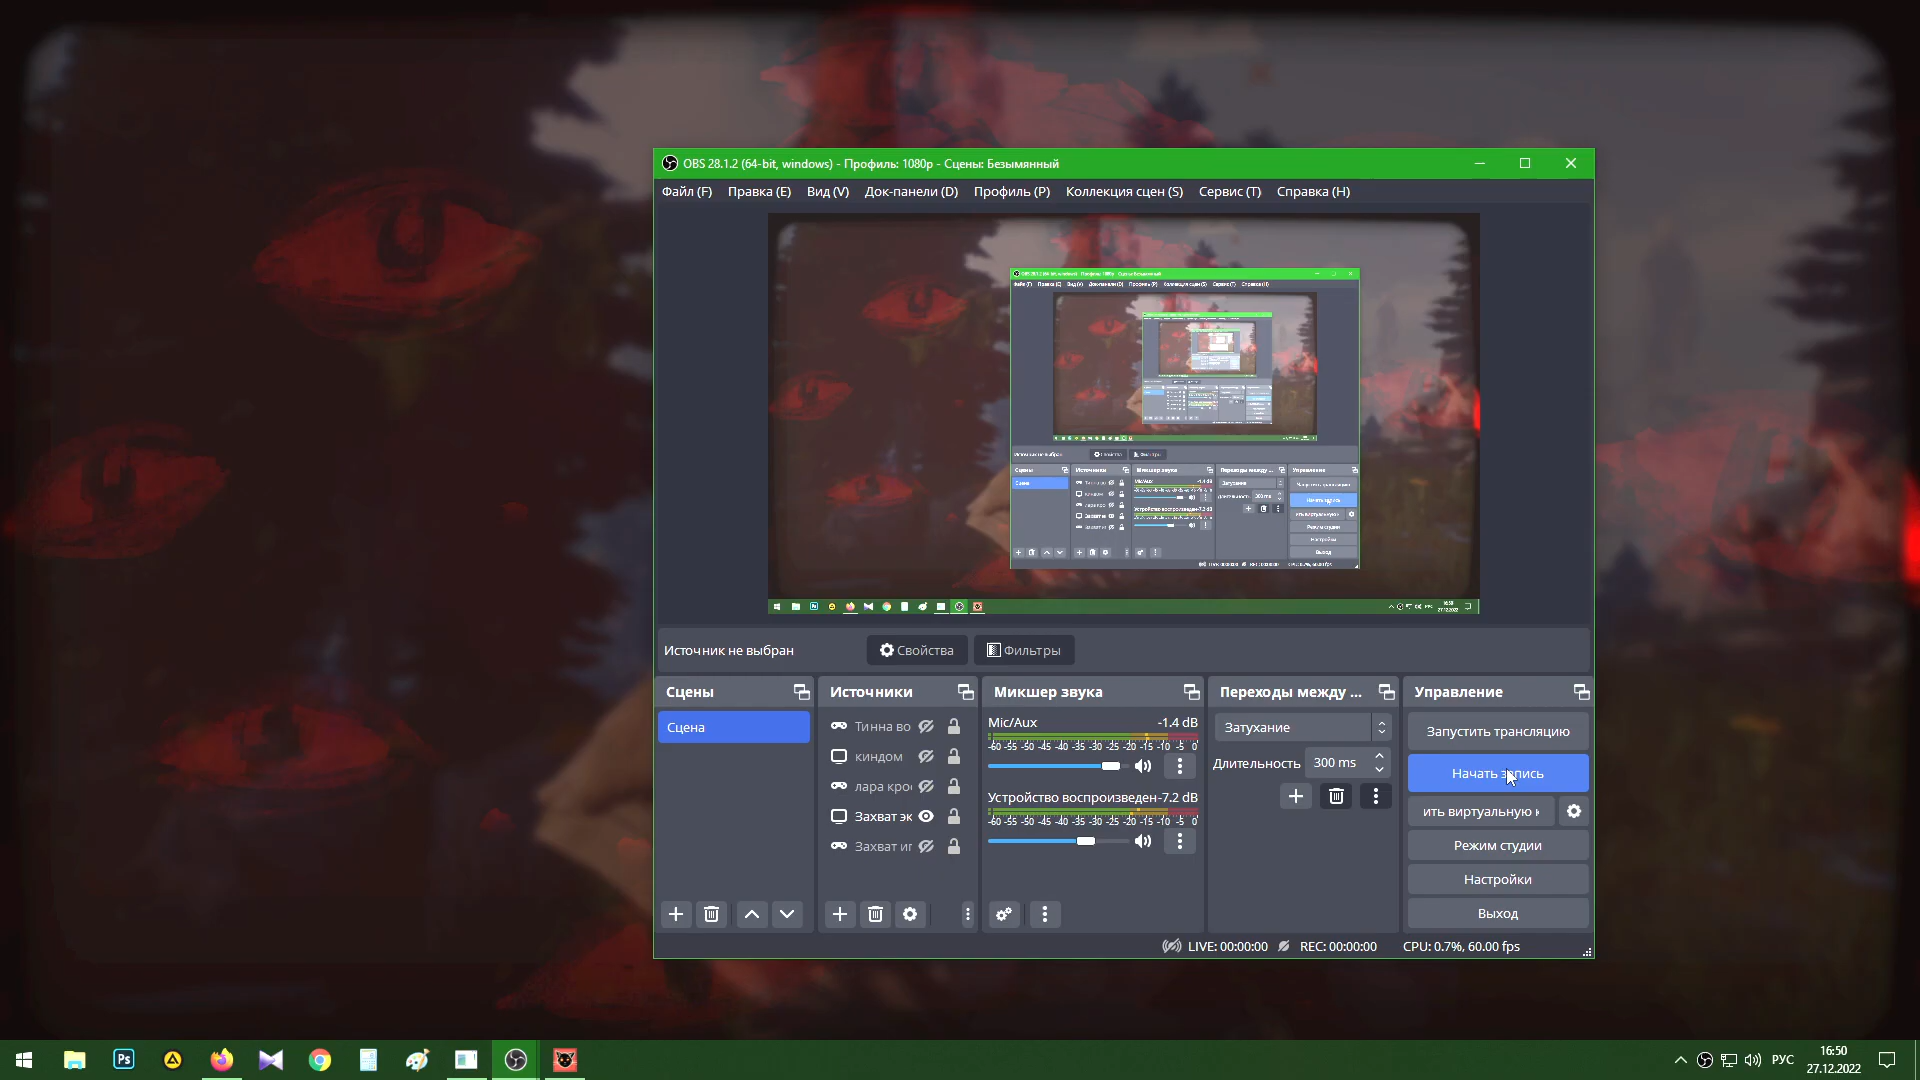 OBS 28.1.2 (64-bit, windows) - Профиль: 1080p - Сцены: Безымянный
Файл (F) Правка (E) Вид (V) Док-панели (D) Профиль (P) Коллекция сцен (S) Сервис (T) Справка (H)
Источник не выбран Свойства Фильтры
Сцены Источники Микшер звука Переходы между ... Управление
Сцена
Тинна во
киндом
лара кро
Захват эк
Захват иг
Mic/Aux -1.4 dB
-60 -55 -50 -45 -40 -35 -30 -25 -20 -15 -10 -5 0
Устройство воспроизведен -7.2 dB
-60 -55 -50 -45 -40 -35 -30 -25 -20 -15 -10 -5 0
Затухание
Длительность 300 ms
Запустить трансляцию
Начать запись
ить виртуальную к
Режим студии
Настройки
Выход
LIVE: 00:00:00 REC: 00:00:00 CPU: 0.7%, 60.00 fps
Ps
РУС
16:50
27.12.2022